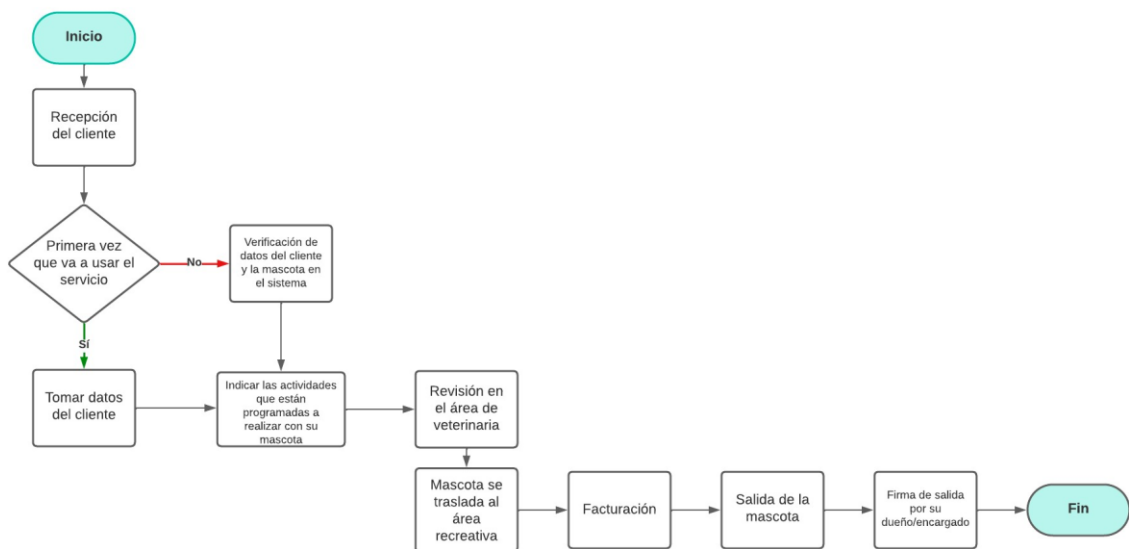 Inicio
Recepción
del cliente
Primera vez
que va a usar el
servicio
No
Verificación de
datos del cliente
y la mascota en
el sistema
Sí
Tomar datos
del cliente
Indicar las actividades
que están
programadas a
realizar con su
mascota
Revisión en
el área de
veterinaria
Mascota se
traslada al
área
recreativa
Facturación
Salida de la
mascota
Firma de salida
por su
dueño/encargado
Fin